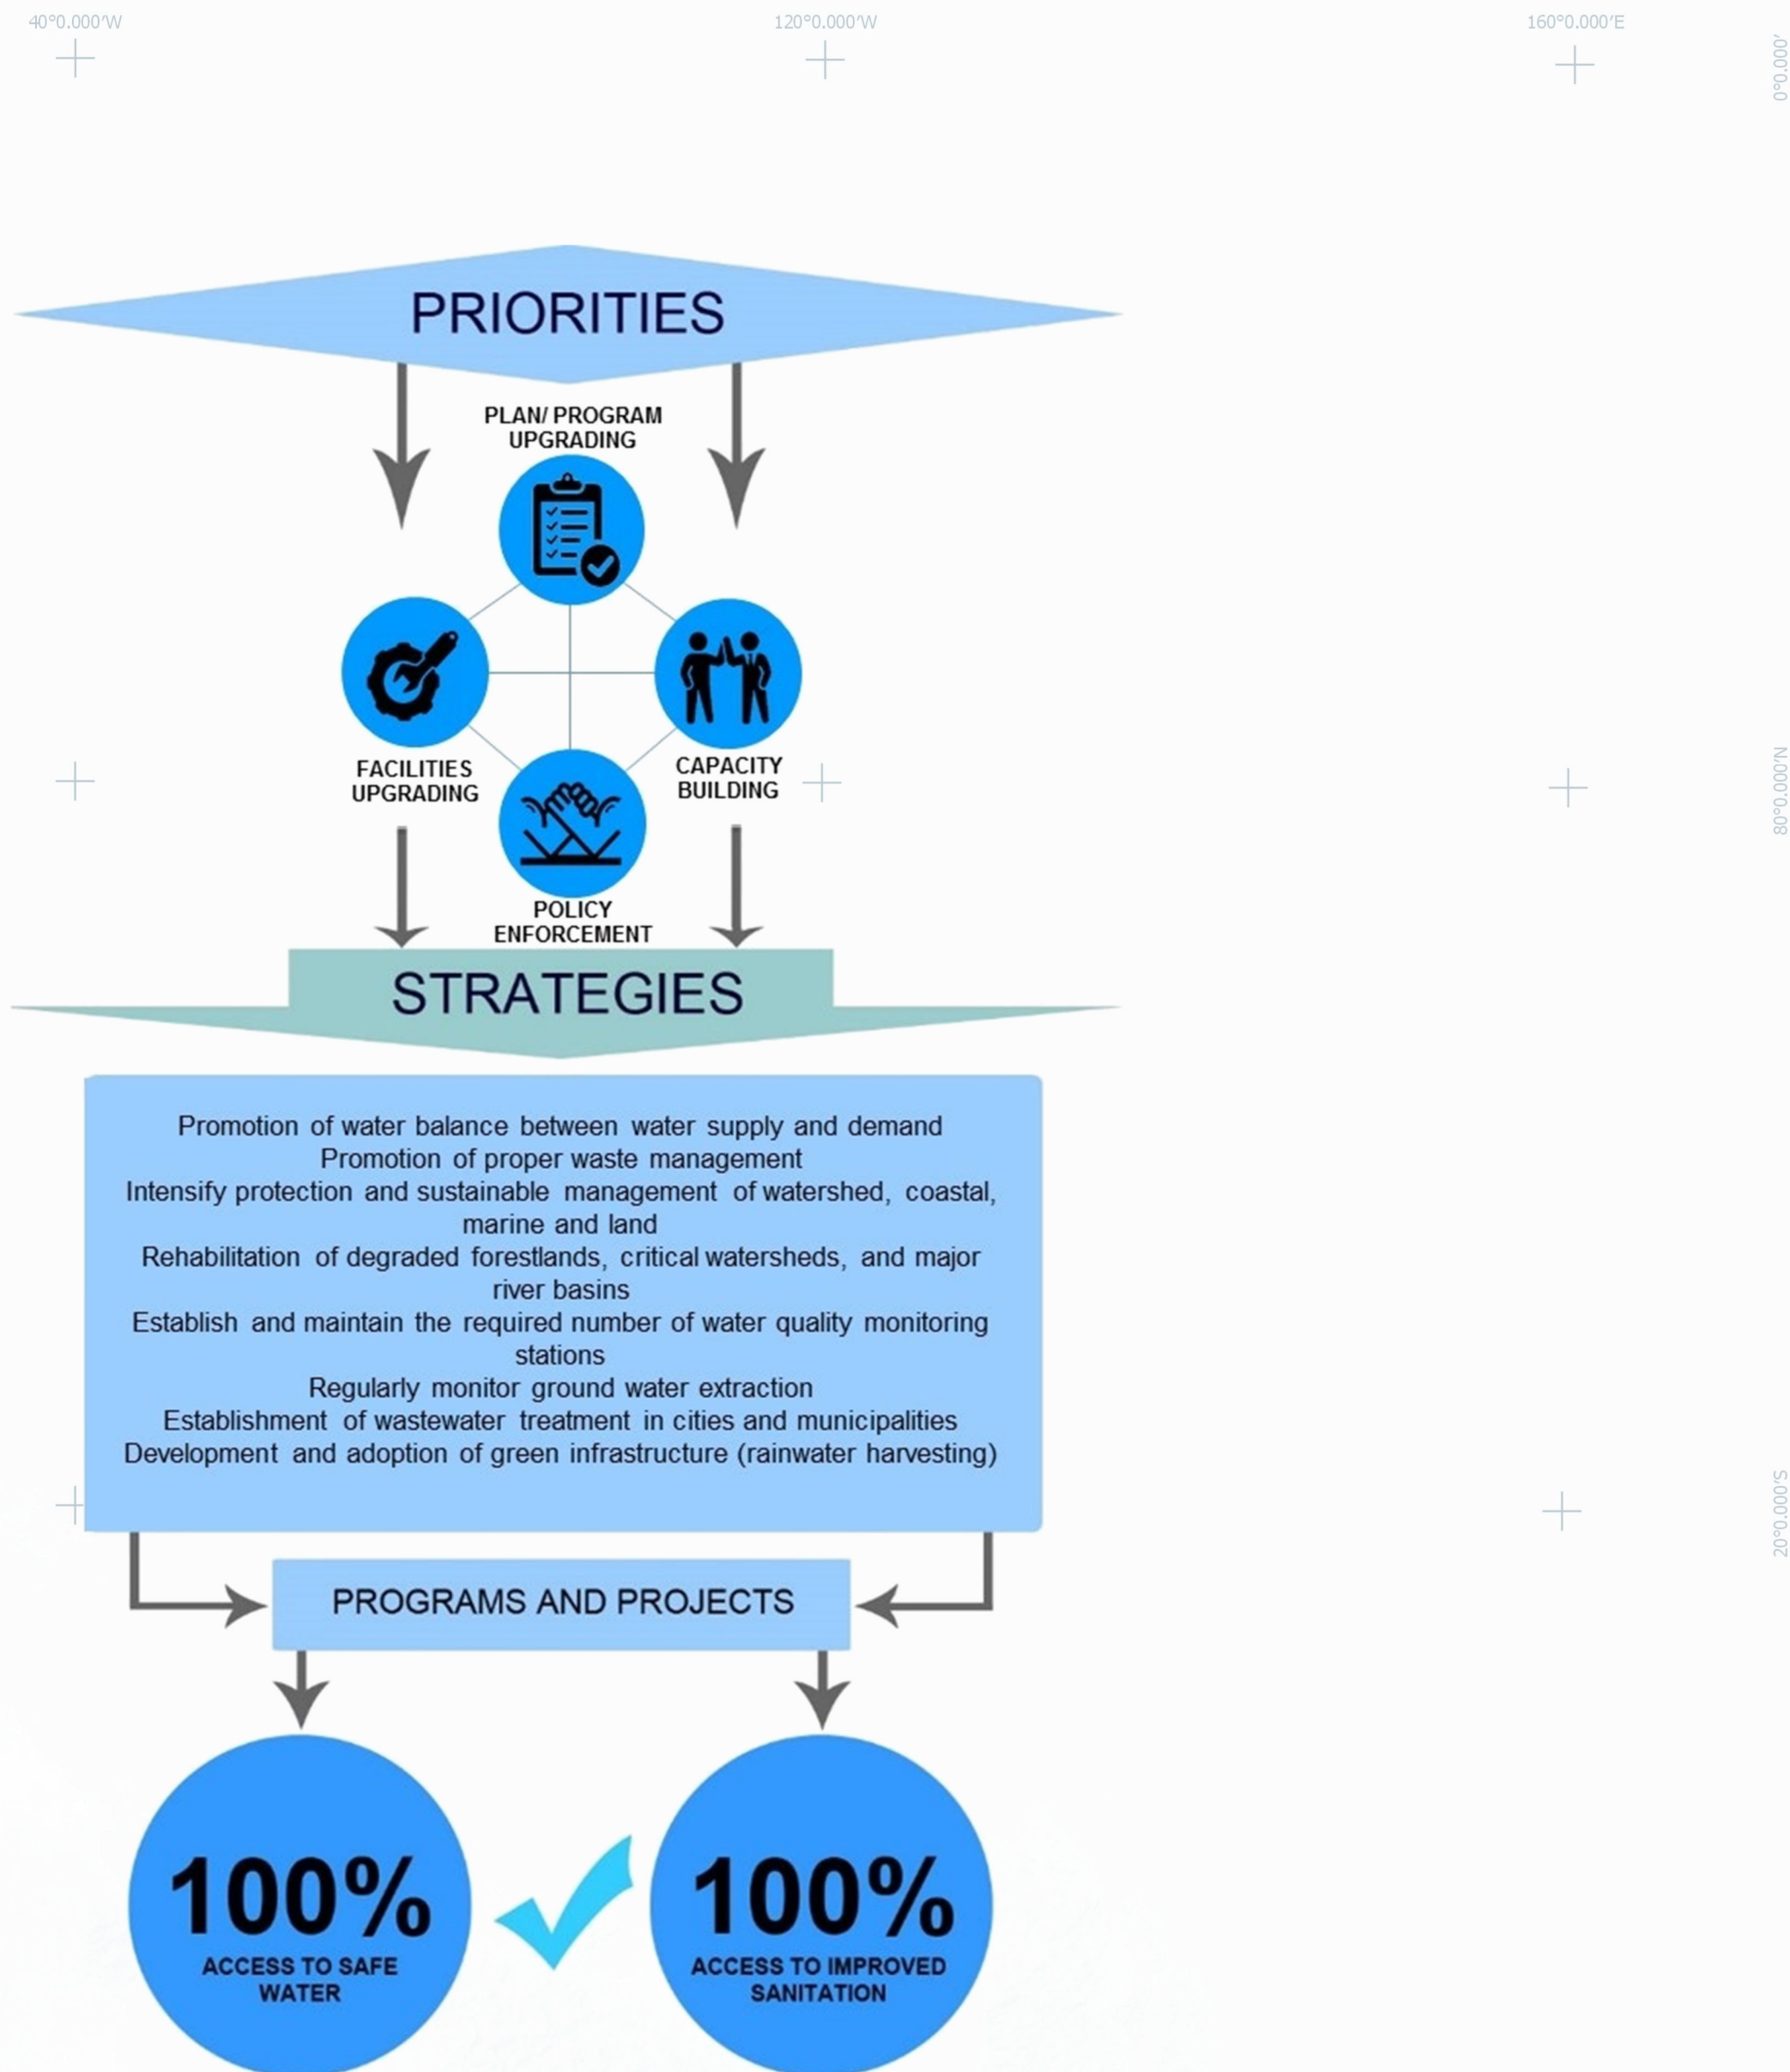 40°0.000'W
120°0.000'W
160°0.000'E
0°0.000'
PRIORITIES
PLAN/ PROGRAM
UPGRADING
FACILITIES
UPGRADING
CAPACITY
BUILDING
80°0.000'N
POLICY
ENFORCEMENT
STRATEGIES
Promotion of water balance between water supply and demand
Promotion of proper waste management
Intensify protection and sustainable management of watershed, coastal,
marine and land
Rehabilitation of degraded forestlands, critical watersheds, and major
river basins
Establish and maintain the required number of water quality monitoring
stations
Regularly monitor ground water extraction
Establishment of wastewater treatment in cities and municipalities
Development and adoption of green infrastructure (rainwater harvesting)
20°0.000'S
PROGRAMS AND PROJECTS
100%
ACCESS TO SAFE
WATER
100%
ACCESS TO IMPROVED
SANITATION